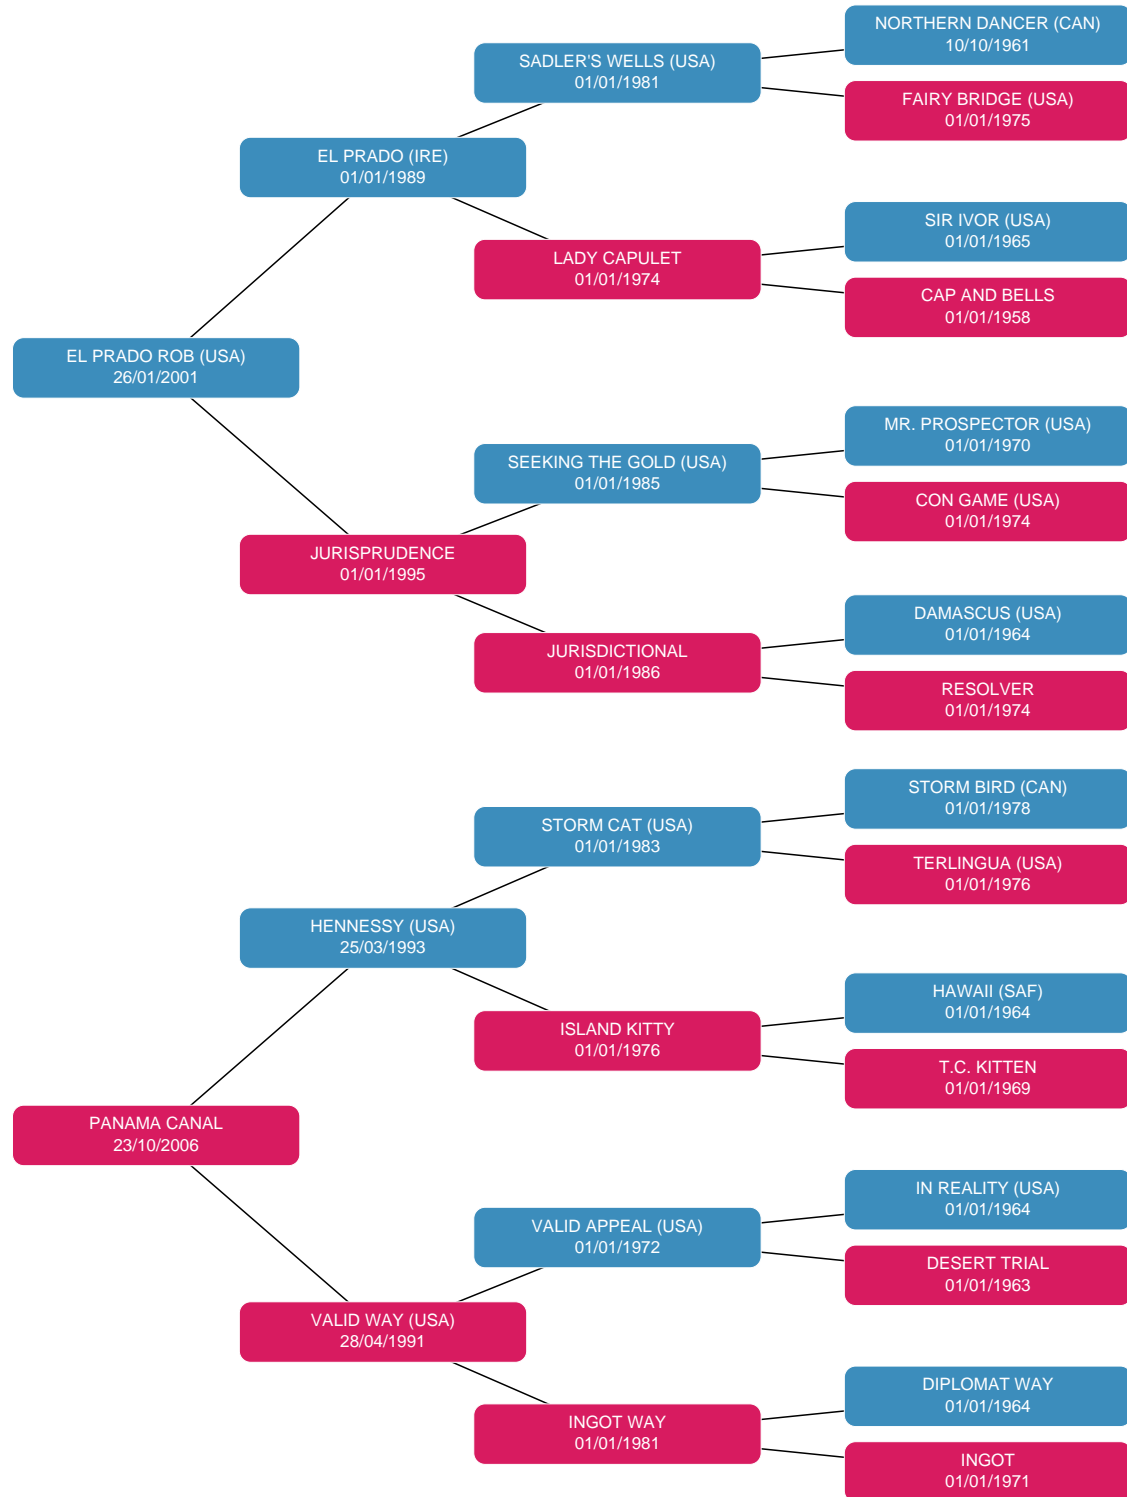 NORTHERN DANCER (CAN)
10/10/1961
SADLER'S WELLS (USA)
01/01/1981
FAIRY BRIDGE (USA)
01/01/1975
EL PRADO (IRE)
01/01/1989
SIR IVOR (USA)
01/01/1965
LADY CAPULET
01/01/1974
CAP AND BELLS
01/01/1958
EL PRADO ROB (USA)
26/01/2001
MR. PROSPECTOR (USA)
01/01/1970
SEEKING THE GOLD (USA)
01/01/1985
CON GAME (USA)
01/01/1974
JURISPRUDENCE
01/01/1995
DAMASCUS (USA)
01/01/1964
JURISDICTIONAL
01/01/1986
RESOLVER
01/01/1974
STORM BIRD (CAN)
01/01/1978
STORM CAT (USA)
01/01/1983
TERLINGUA (USA)
01/01/1976
HENNESSY (USA)
25/03/1993
HAWAII (SAF)
01/01/1964
ISLAND KITTY
01/01/1976
T.C. KITTEN
01/01/1969
PANAMA CANAL
23/10/2006
IN REALITY (USA)
01/01/1964
VALID APPEAL (USA)
01/01/1972
DESERT TRIAL
01/01/1963
VALID WAY (USA)
28/04/1991
DIPLOMAT WAY
01/01/1964
INGOT WAY
01/01/1981
INGOT
01/01/1971